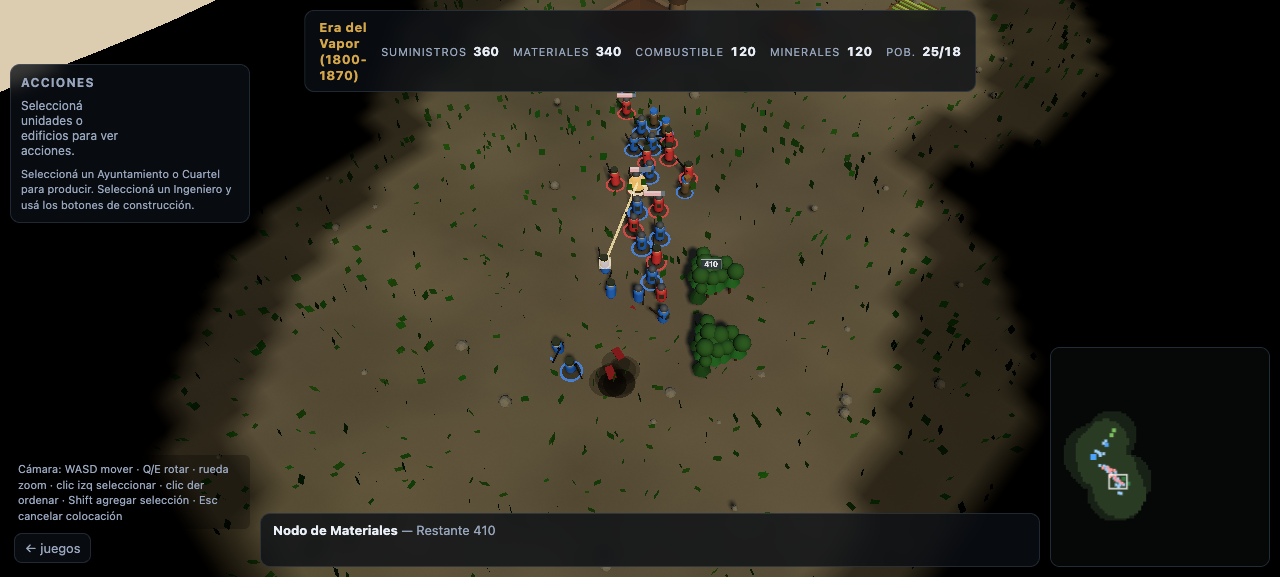 Era del
Vapor
(1800-
1870)
SUMINISTROS 360 MATERIALES 340 COMBUSTIBLE 120 MINERALES 120 POB. 25/18
ACCIONES
Seleccioná
unidades o
edificios para ver
acciones.
Seleccioná un Ayuntamiento o Cuartel
para producir. Seleccioná un Ingeniero y
usá los botones de construcción.
410
Cámara: WASD mover · Q/E rotar · rueda
zoom · clic izq seleccionar · clic der
ordenar · Shift agregar selección · Esc
cancelar colocación
← juegos
Nodo de Materiales — Restante 410